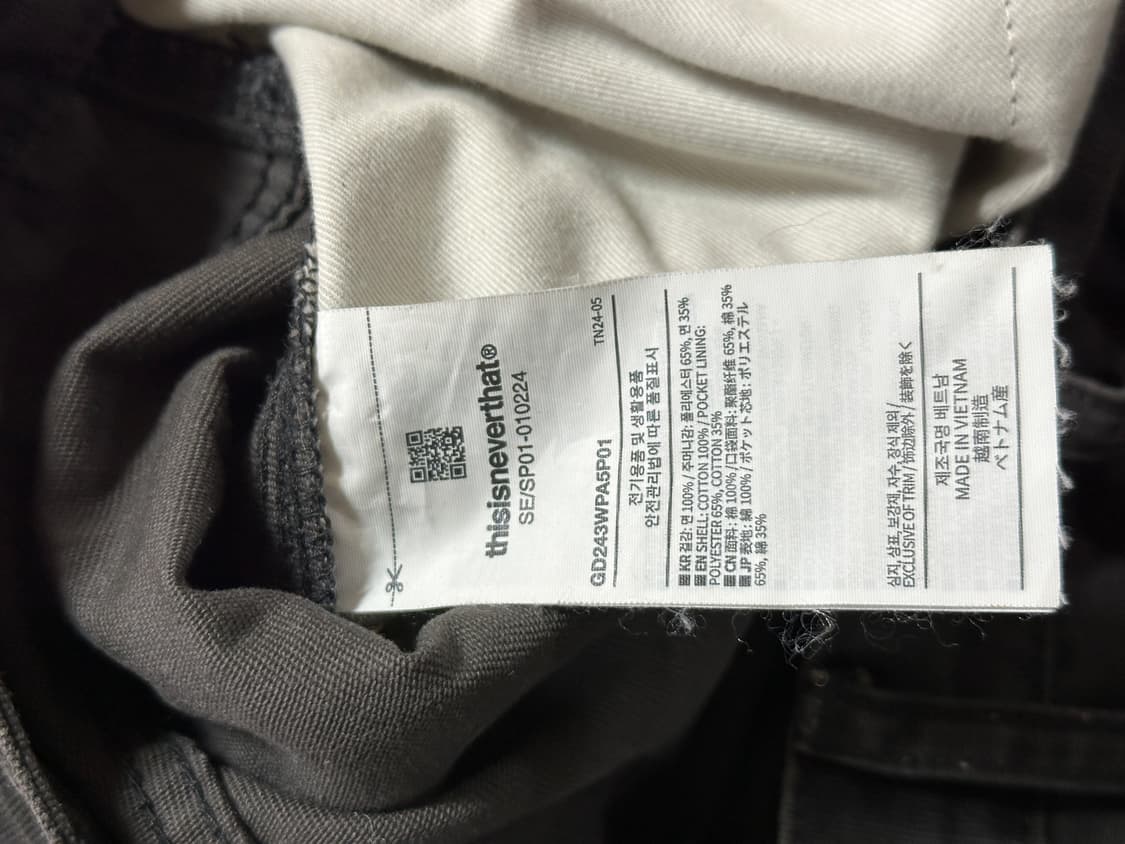 thisisneverthat®
SE/SP01-010224
GD243WPA5P01 TN24-05
전기용품 및 생활용품
안전관리법에 따른 품질표시
■ KR 겉감: 면 100% / 주머니감: 폴리에스터 65%, 면 35%
■ EN SHELL: COTTON 100% / POCKET LINING:
POLYESTER 65%, COTTON 35%
■ CN 面料: 棉 100% / 口袋面料: 聚酯纤维 65%, 棉 35%
■ JP 表地: 綿 100% / ポケット芯地: ポリエステル
65%, 綿 35%
심지, 상표, 보강재, 자수, 장식 제외 /
EXCLUSIVE OF TRIM / 饰边除外 / 装飾を除く
제조국명 베트남
MADE IN VIETNAM
越南制造
ベトナム産